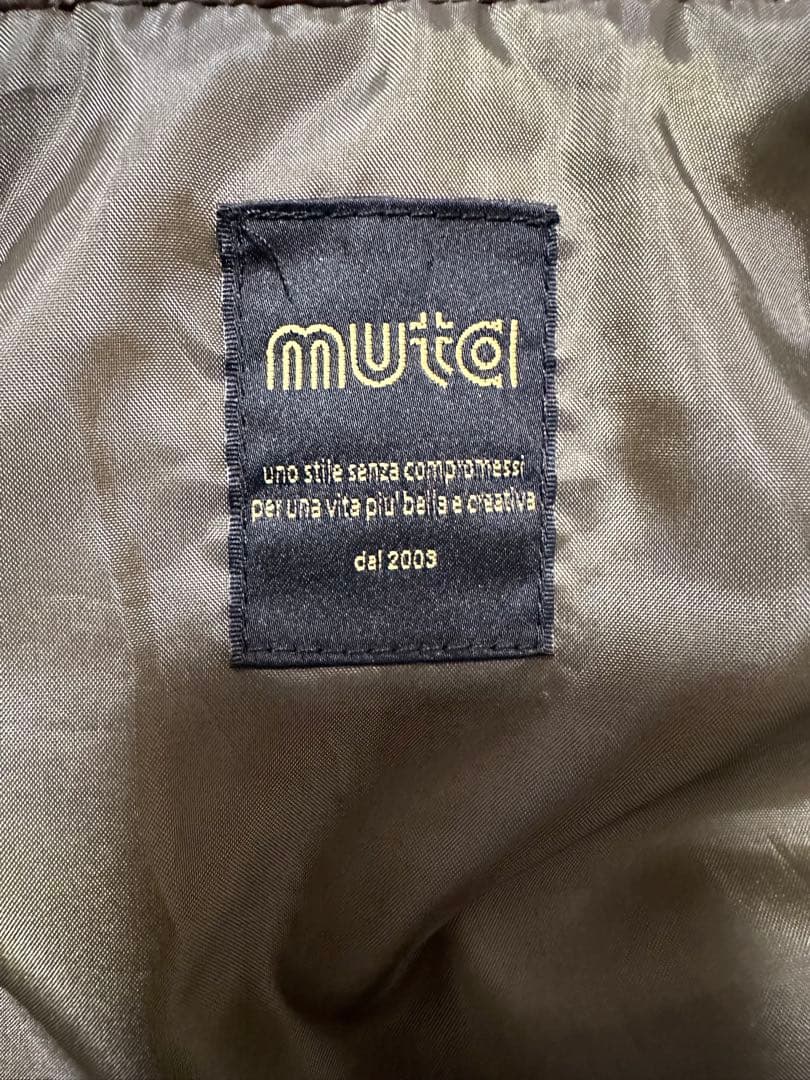 muta
uno stile senza compromessi
per una vita piu' bella e creativa
dal 2003